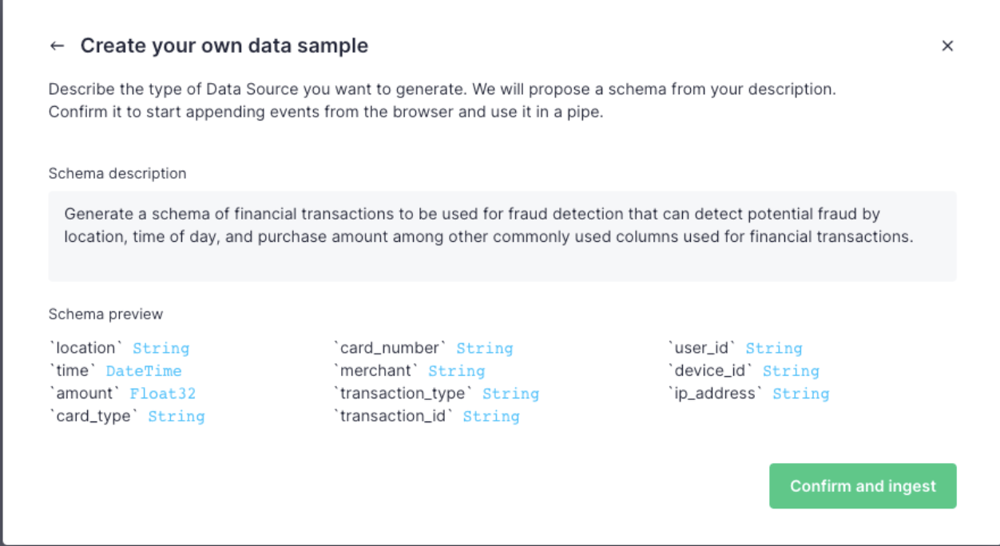 ← Create your own data sample ×
Describe the type of Data Source you want to generate. We will propose a schema from your description.
Confirm it to start appending events from the browser and use it in a pipe.
Schema description
Generate a schema of financial transactions to be used for fraud detection that can detect potential fraud by
location, time of day, and purchase amount among other commonly used columns used for financial transactions.
Schema preview
`location` String
`time` DateTime
`amount` Float32
`card_type` String
`card_number` String
`merchant` String
`transaction_type` String
`transaction_id` String
`user_id` String
`device_id` String
`ip_address` String
Confirm and ingest